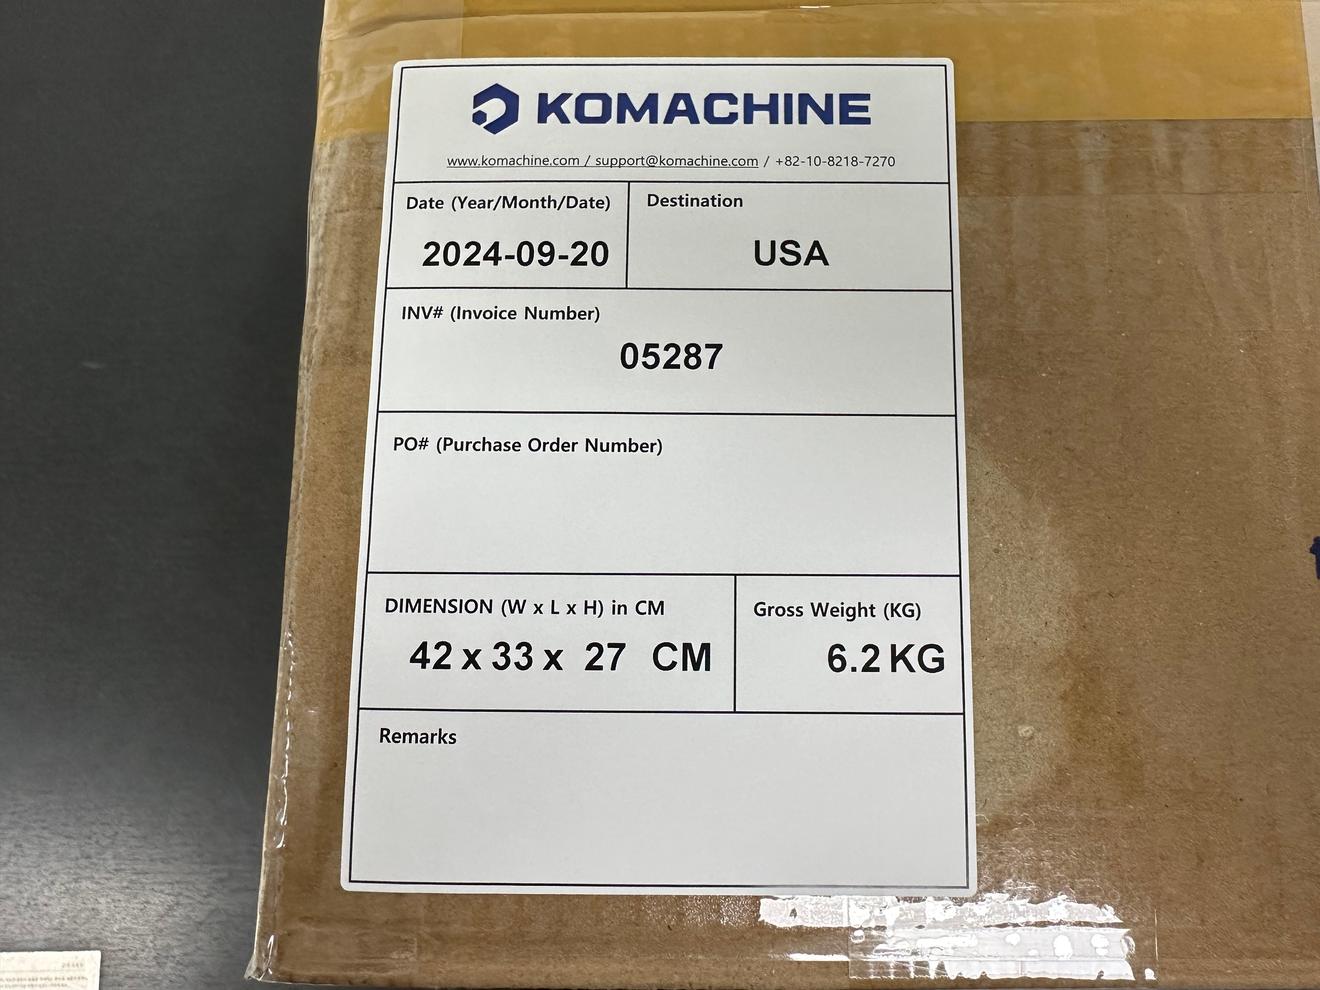 KOMACHINE
www.komachine.com / support@komachine.com / +82-10-8218-7270
Date (Year/Month/Date)
2024-09-20
Destination
USA
INV# (Invoice Number)
05287
PO# (Purchase Order Number)
DIMENSION (W x L x H) in CM
42 x 33 x 27 CM
Gross Weight (KG)
6.2 KG
Remarks